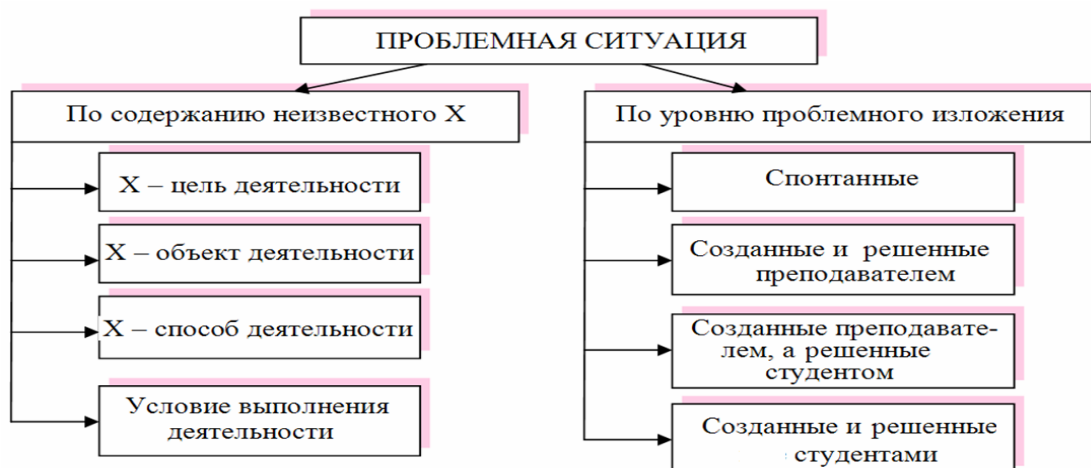 ПРОБЛЕМНАЯ СИТУАЦИЯ
По содержанию неизвестного Х
Х – цель деятельности
Х – объект деятельности
Х – способ деятельности
Условие выполнения
деятельности
По уровню проблемного изложения
Спонтанные
Созданные и решенные
преподавателем
Созданные преподавате-
лем, а решенные
студентом
Созданные и решенные
студентами